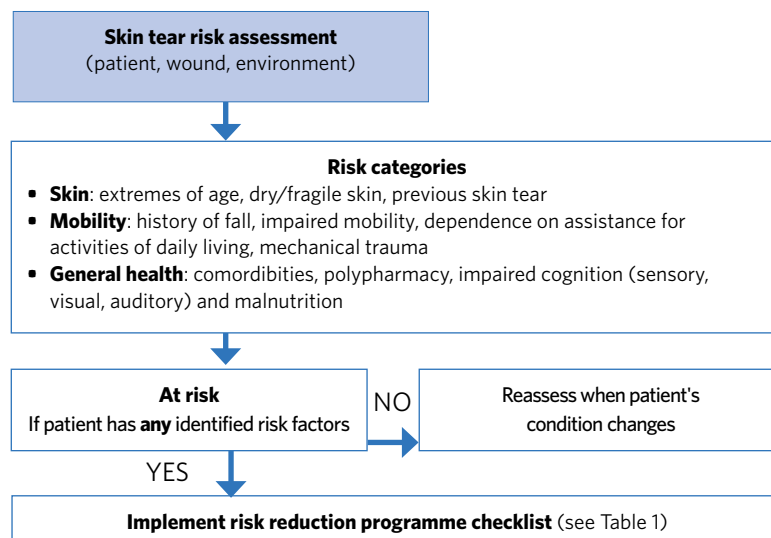 Skin tear risk assessment
(patient, wound, environment)
Risk categories
• Skin: extremes of age, dry/fragile skin, previous skin tear
• Mobility: history of fall, impaired mobility, dependence on assistance for
activities of daily living, mechanical trauma
• General health: comordibities, polypharmacy, impaired cognition (sensory,
visual, auditory) and malnutrition
At risk
If patient has any identified risk factors
NO
Reassess when patient's
condition changes
YES
Implement risk reduction programme checklist (see Table 1)